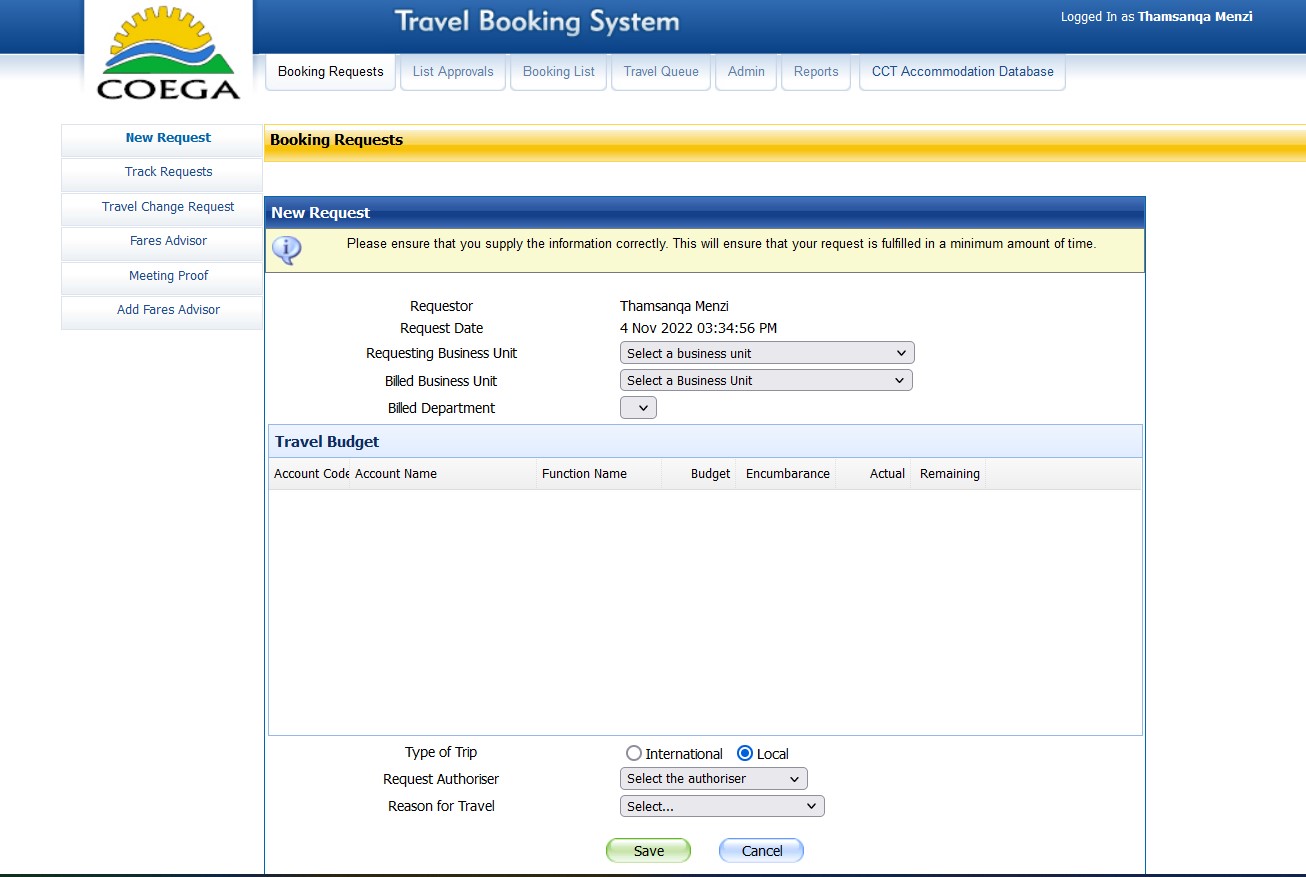 Travel Booking System
Logged In as Thamsanqa Menzi
COEGA
Booking Requests List Approvals Booking List Travel Queue Admin Reports CCT Accommodation Database
New Request
Track Requests
Travel Change Request
Fares Advisor
Meeting Proof
Add Fares Advisor
Booking Requests
New Request
Please ensure that you supply the information correctly. This will ensure that your request is fulfilled in a minimum amount of time.
Requestor Thamsanqa Menzi
Request Date 4 Nov 2022 03:34:56 PM
Requesting Business Unit Select a business unit
Billed Business Unit Select a Business Unit
Billed Department
Travel Budget
Account Code Account Name Function Name Budget Encumbarance Actual Remaining
Type of Trip International Local
Request Authoriser Select the authoriser
Reason for Travel Select...
Save Cancel